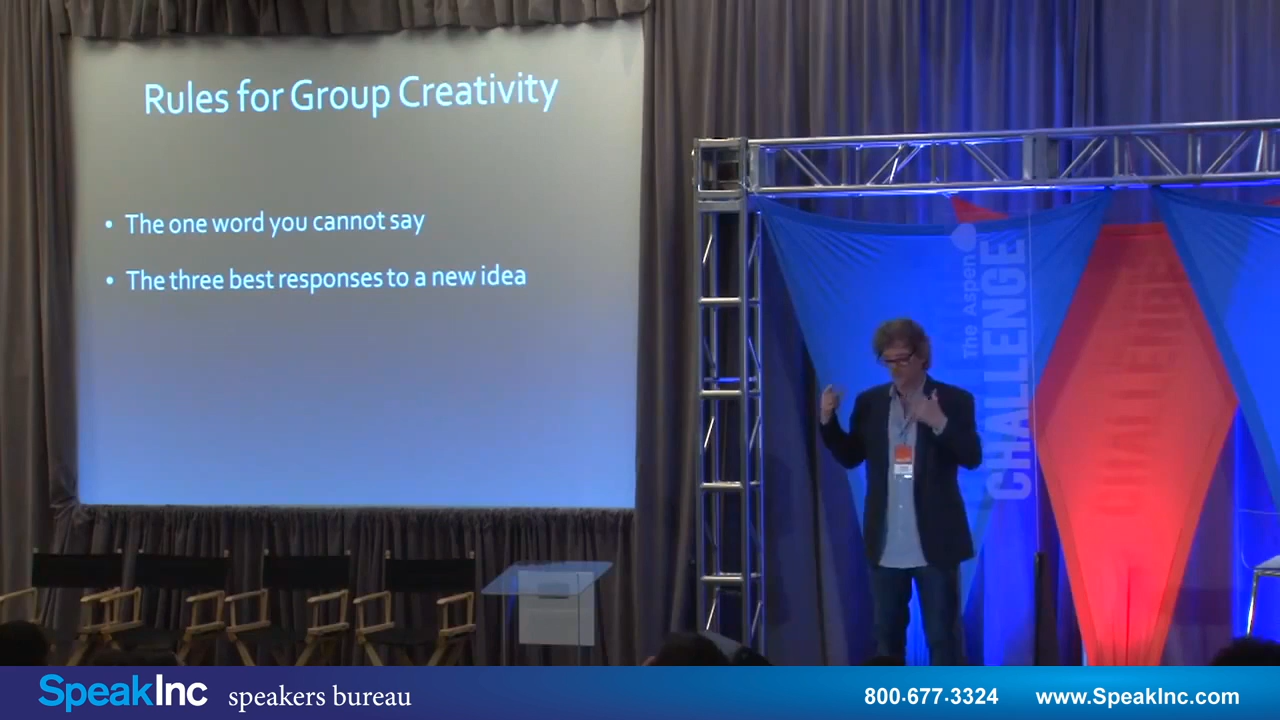 Rules for Group Creativity
• The one word you cannot say
• The three best responses to a new idea
The Aspen
CHALLENGE
CHALLENGE
SpeakInc speakers bureau
800-677-3324
www.SpeakInc.com